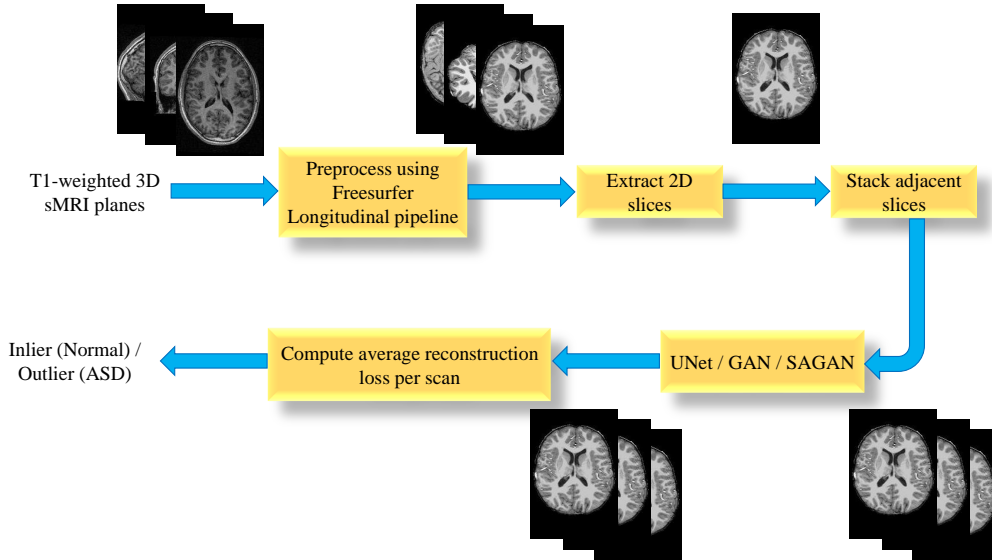 T1-weighted 3D
sMRI planes
Preprocess using
Freesurfer
Longitudinal pipeline
Extract 2D
slices
Stack adjacent
slices
UNet / GAN / SAGAN
Compute average reconstruction
loss per scan
Inlier (Normal) /
Outlier (ASD)